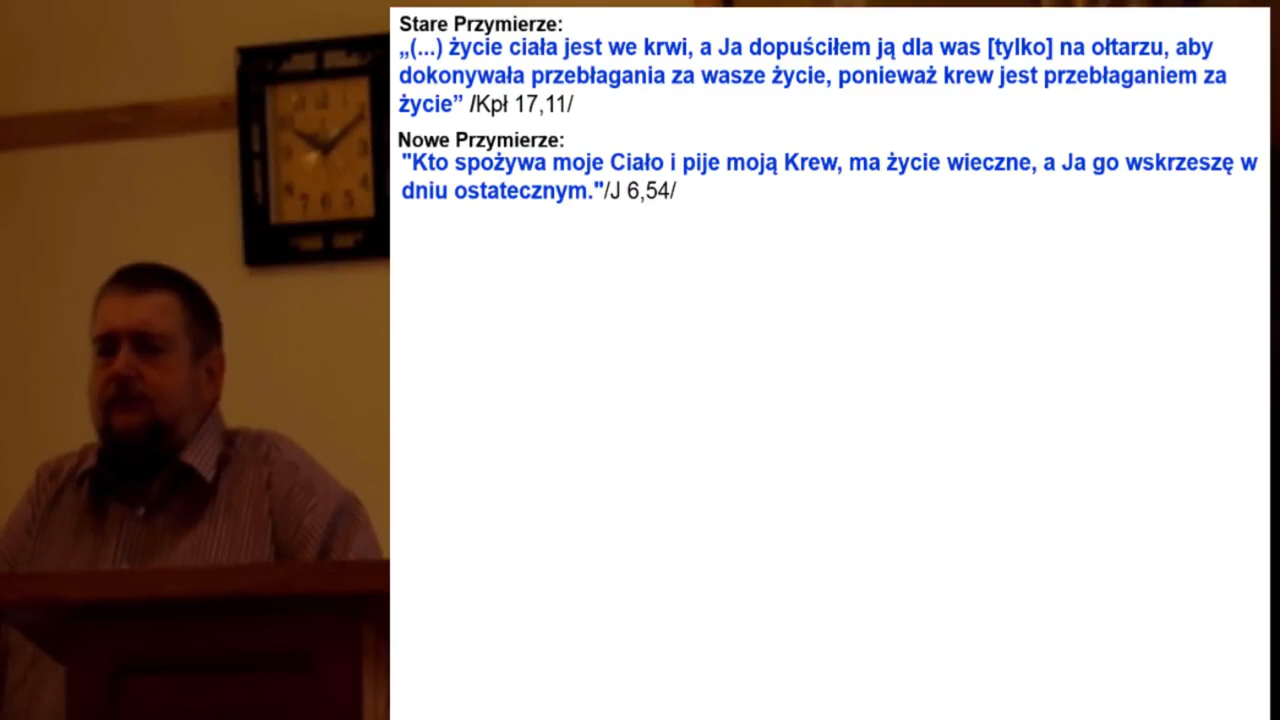 Stare Przymierze:
„(...) życie ciała jest we krwi, a Ja dopuściłem ją dla was [tylko] na ołtarzu, aby
dokonywała przebłagania za wasze życie, ponieważ krew jest przebłaganiem za
życie” /Kpł 17,11/
Nowe Przymierze:
"Kto spożywa moje Ciało i pije moją Krew, ma życie wieczne, a Ja go wskrzeszę w
dniu ostatecznym."/J 6,54/